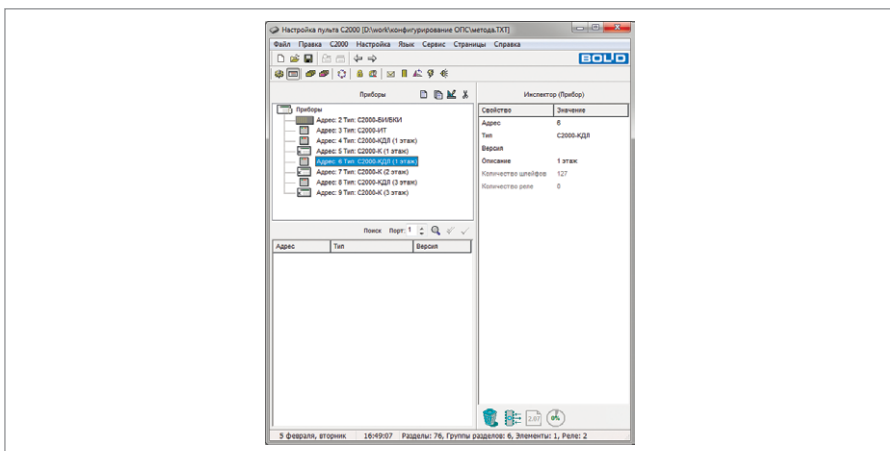 Настройка пульта С2000 [D:\work\конфигурирование ОПС\метода.TXT]
Файл Правка С2000 Настройка Язык Сервис Страницы Справка
BOLID
Приборы
Инспектор (Прибор)
Приборы
Адрес: 2 Тип: С2000-БИ/БКИ
Адрес: 3 Тип: С2000-ИТ
Адрес: 4 Тип: С2000-КДЛ (1 этаж)
Адрес: 5 Тип: С2000-К (1 этаж)
Адрес: 6 Тип: С2000-КДЛ (1 этаж)
Адрес: 7 Тип: С2000-К (2 этаж)
Адрес: 8 Тип: С2000-КДЛ (3 этаж)
Адрес: 9 Тип: С2000-К (3 этаж)
Свойство Значение
Адрес 6
Тип С2000-КДЛ
Версия
Описание 1 этаж
Количество шлейфов 127
Количество реле 0
Поиск Порт: 1
Адрес Тип Версия
2.07 0%
5 февраля, вторник 16:49:07 Разделы: 76, Группы разделов: 6, Элементы: 1, Реле: 2